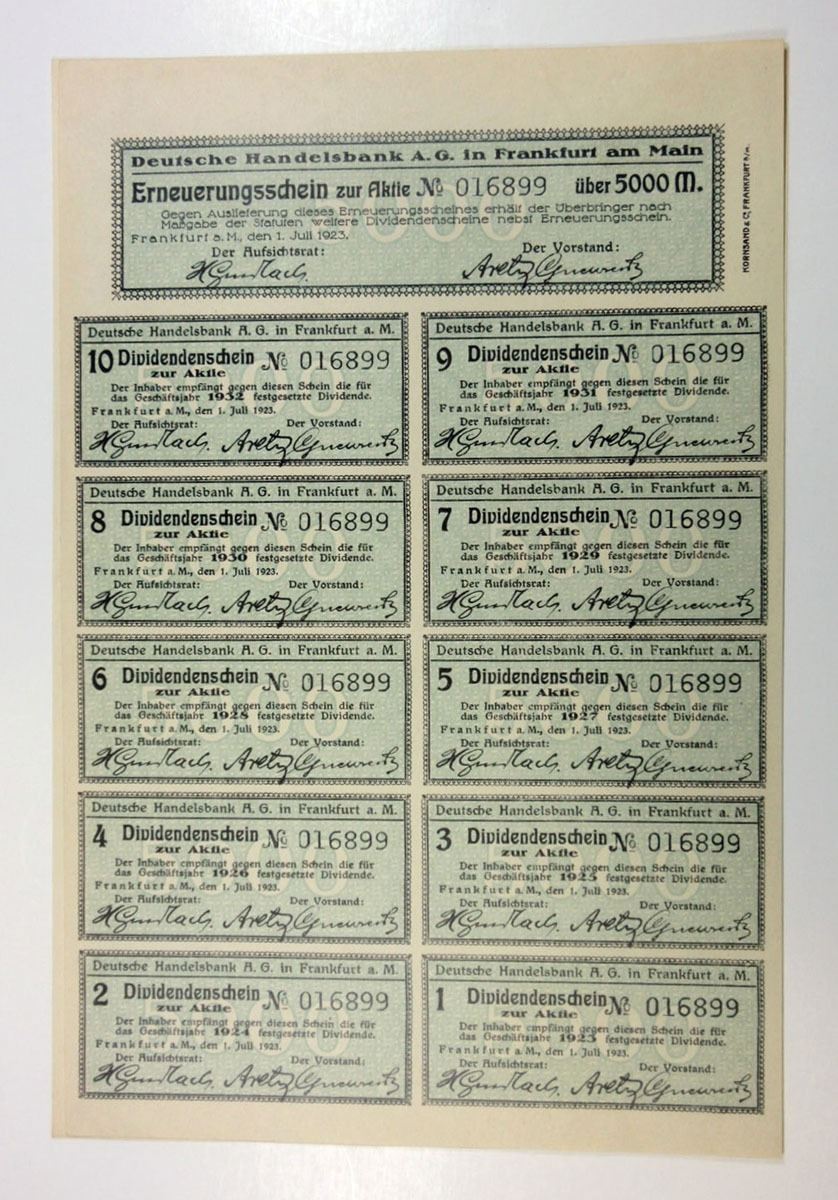 Deutsche Handelsbank A.G. in Frankfurt am Main
Erneuerungsschein zur Aktie № 016899 über 5000 M.
Gegen Auslieferung dieses Erneuerungsscheines erhält der Überbringer nach
Maßgabe der Statuten weitere Dividendenscheine nebst Erneuerungsschein.
Frankfurt a. M., den 1. Juli 1923.
Der Aufsichtsrat: Der Vorstand:
KORNSAND & Co, FRANKFURT a/M.
Deutsche Handelsbank A. G. in Frankfurt a. M.
10 Dividendenschein № 016899
zur Aktie
Der Inhaber empfängt gegen diesen Schein die für
das Geschäftsjahr 1932 festgesetzte Dividende.
Frankfurt a. M., den 1. Juli 1923.
Der Aufsichtsrat: Der Vorstand:
Deutsche Handelsbank A. G. in Frankfurt a. M.
9 Dividendenschein № 016899
zur Aktie
Der Inhaber empfängt gegen diesen Schein die für
das Geschäftsjahr 1931 festgesetzte Dividende.
Frankfurt a. M., den 1. Juli 1923.
Der Aufsichtsrat: Der Vorstand:
Deutsche Handelsbank A. G. in Frankfurt a. M.
8 Dividendenschein № 016899
zur Aktie
Der Inhaber empfängt gegen diesen Schein die für
das Geschäftsjahr 1930 festgesetzte Dividende.
Frankfurt a. M., den 1. Juli 1923.
Der Aufsichtsrat: Der Vorstand:
Deutsche Handelsbank A. G. in Frankfurt a. M.
7 Dividendenschein № 016899
zur Aktie
Der Inhaber empfängt gegen diesen Schein die für
das Geschäftsjahr 1929 festgesetzte Dividende.
Frankfurt a. M., den 1. Juli 1923.
Der Aufsichtsrat: Der Vorstand:
Deutsche Handelsbank A. G. in Frankfurt a. M.
6 Dividendenschein № 016899
zur Aktie
Der Inhaber empfängt gegen diesen Schein die für
das Geschäftsjahr 1928 festgesetzte Dividende.
Frankfurt a. M., den 1. Juli 1923.
Der Aufsichtsrat: Der Vorstand:
Deutsche Handelsbank A. G. in Frankfurt a. M.
5 Dividendenschein № 016899
zur Aktie
Der Inhaber empfängt gegen diesen Schein die für
das Geschäftsjahr 1927 festgesetzte Dividende.
Frankfurt a. M., den 1. Juli 1923.
Der Aufsichtsrat: Der Vorstand:
Deutsche Handelsbank A. G. in Frankfurt a. M.
4 Dividendenschein № 016899
zur Aktie
Der Inhaber empfängt gegen diesen Schein die für
das Geschäftsjahr 1926 festgesetzte Dividende.
Frankfurt a. M., den 1. Juli 1923.
Der Aufsichtsrat: Der Vorstand:
Deutsche Handelsbank A. G. in Frankfurt a. M.
3 Dividendenschein № 016899
zur Aktie
Der Inhaber empfängt gegen diesen Schein die für
das Geschäftsjahr 1925 festgesetzte Dividende.
Frankfurt a. M., den 1. Juli 1923.
Der Aufsichtsrat: Der Vorstand:
Deutsche Handelsbank A. G. in Frankfurt a. M.
2 Dividendenschein № 016899
zur Aktie
Der Inhaber empfängt gegen diesen Schein die für
das Geschäftsjahr 1924 festgesetzte Dividende.
Frankfurt a. M., den 1. Juli 1923.
Der Aufsichtsrat: Der Vorstand:
Deutsche Handelsbank A. G. in Frankfurt a. M.
1 Dividendenschein № 016899
zur Aktie
Der Inhaber empfängt gegen diesen Schein die für
das Geschäftsjahr 1923 festgesetzte Dividende.
Frankfurt a. M., den 1. Juli 1923.
Der Aufsichtsrat: Der Vorstand: